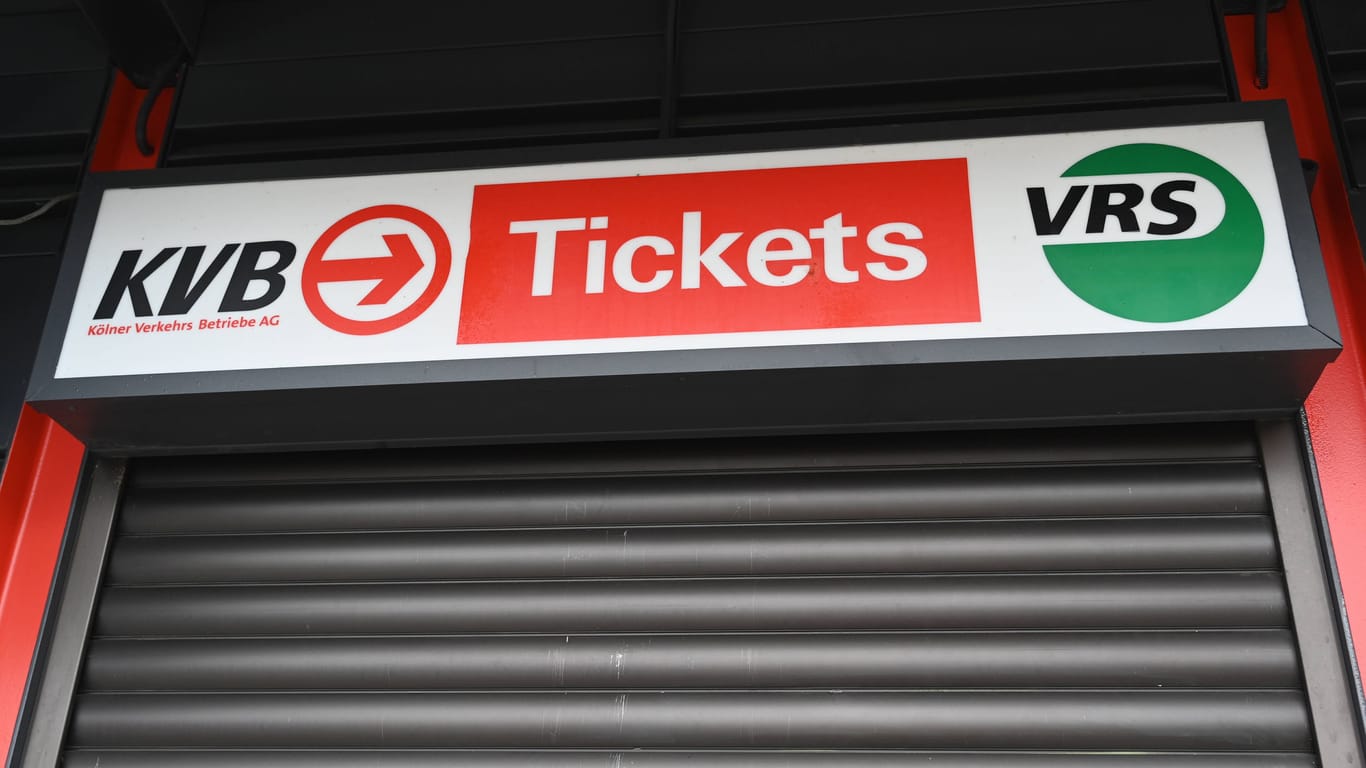 KVB
Kölner Verkehrs Betriebe AG
Tickets
VRS